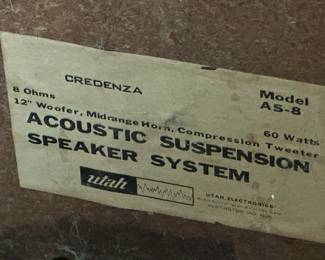 CREDENZA
Model
AS-8
8 Ohms
60 Watts
12" Woofer, Midrange Horn, Compression Tweeter
ACOUSTIC SUSPENSION
SPEAKER SYSTEM
utah
UTAH ELECTRONICS